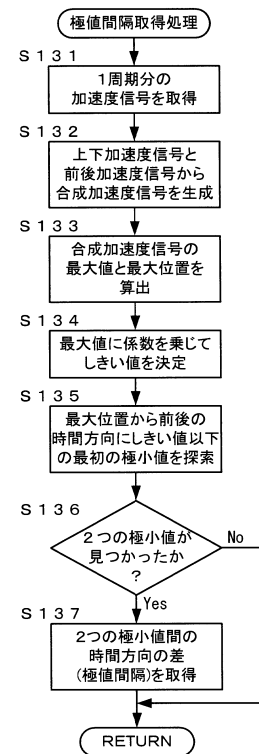 極値間隔取得処理
S131
1周期分の
加速度信号を取得
S132
上下加速度信号と
前後加速度信号から
合成加速度信号を生成
S133
合成加速度信号の
最大値と最大位置を
算出
S134
最大値に係数を乗じて
しきい値を決定
S135
最大位置から前後の
時間方向にしきい値以下
の最初の極小値を探索
S136
2つの極小値が
見つかったか
?
No
Yes
S137
2つの極小値間の
時間方向の差
(極値間隔)を取得
RETURN